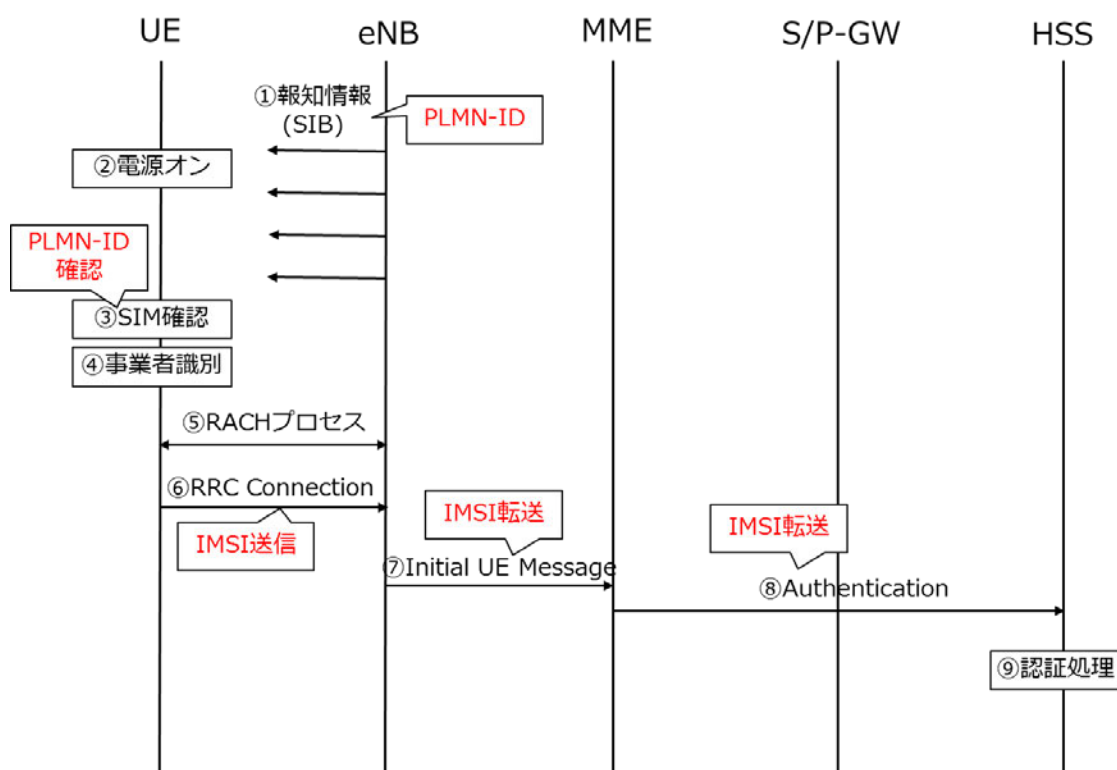 UE eNB MME S/P-GW HSS
①報知情報
(SIB)
PLMN-ID
②電源オン
PLMN-ID
確認
③SIM確認
④事業者識別
⑤RACHプロセス
⑥RRC Connection
IMSI送信
IMSI転送
⑦Initial UE Message
IMSI転送
⑧Authentication
⑨認証処理